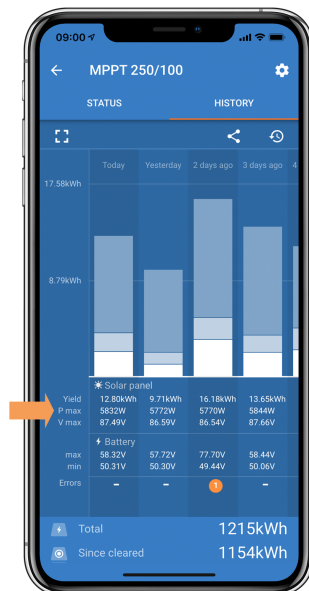 09:00
MPPT 250/100
STATUS HISTORY
Today Yesterday 2 days ago 3 days ago 4
17.58kWh
8.79kWh
Solar panel
Yield 12.80kWh 9.71kWh 16.18kWh 13.65kWh
P max 5832W 5772W 5770W 5844W
V max 87.49V 86.59V 86.54V 87.66V
Battery
max 58.32V 57.72V 77.70V 58.44V
min 50.31V 50.30V 49.44V 50.06V
Errors – – 1 –
Total 1215kWh
Since cleared 1154kWh